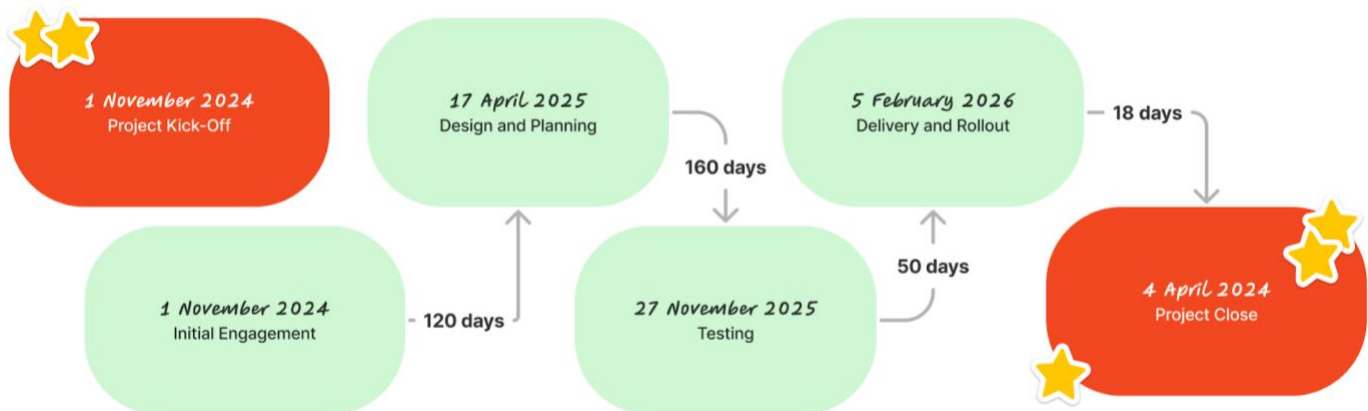 1 November 2024
Project Kick-Off
1 November 2024
Initial Engagement
120 days
17 April 2025
Design and Planning
160 days
27 November 2025
Testing
50 days
5 February 2026
Delivery and Rollout
18 days
4 April 2024
Project Close